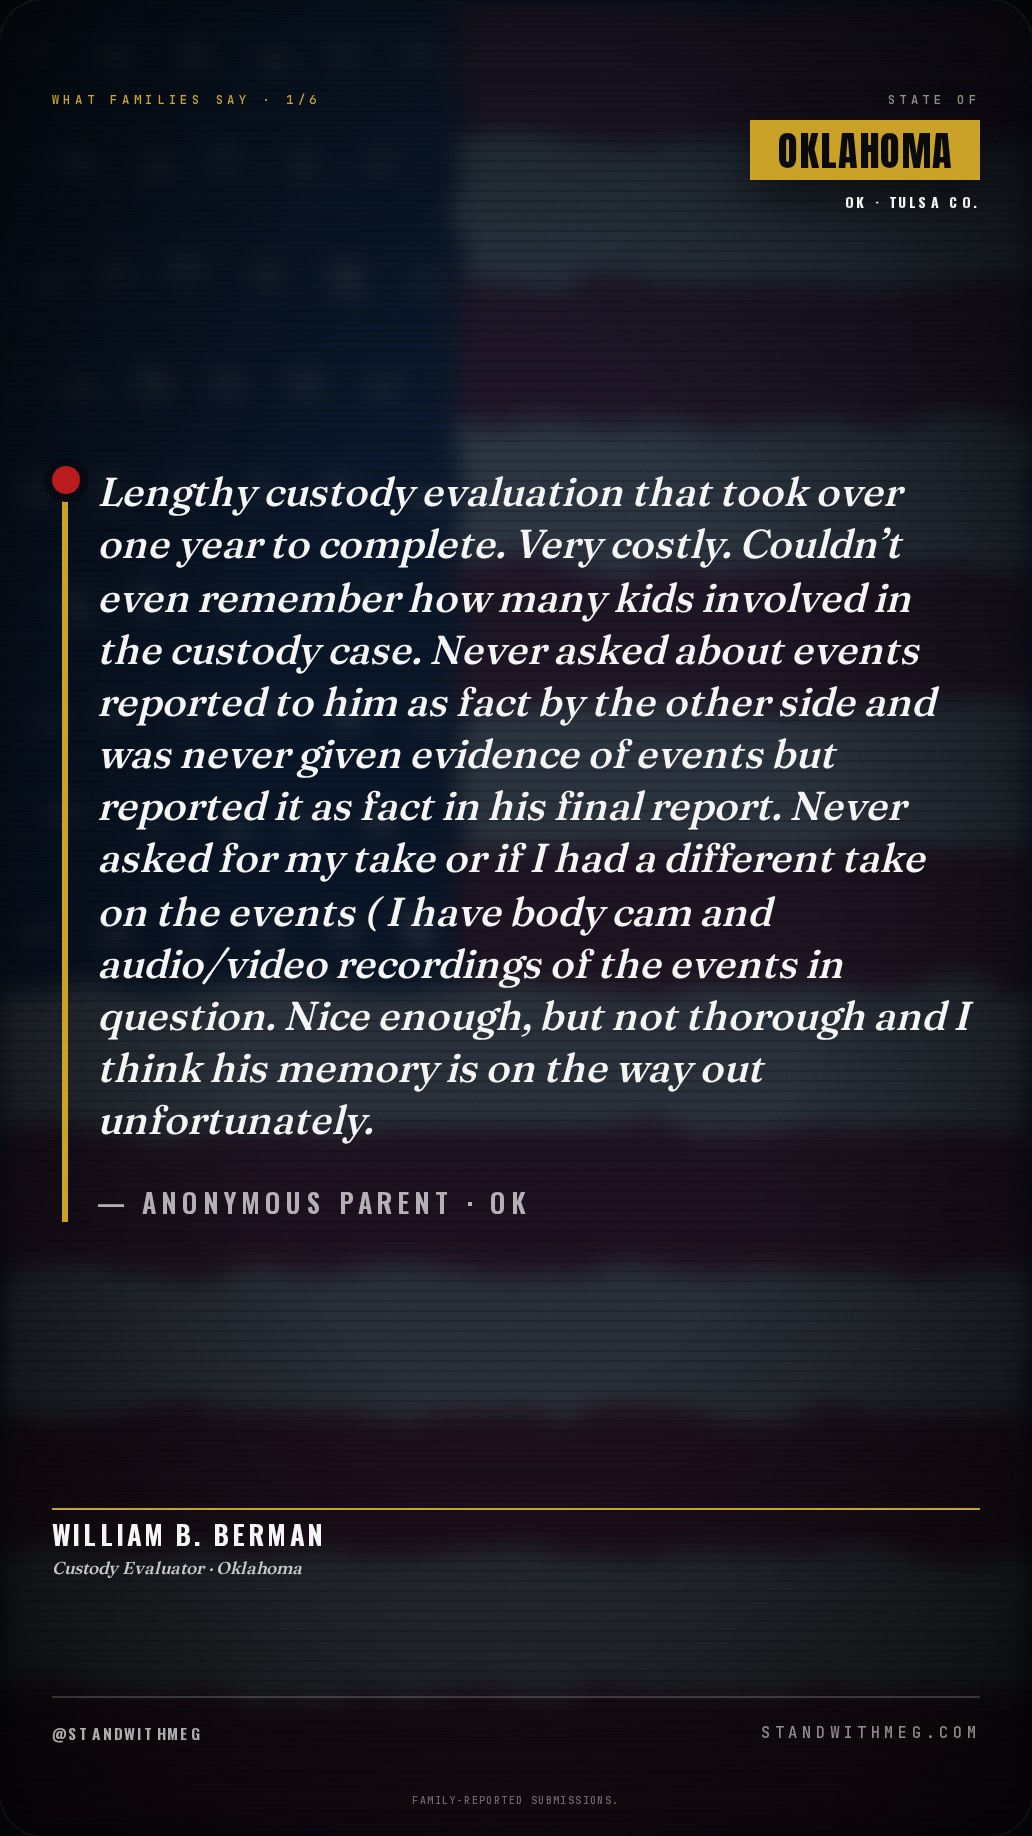 WHAT FAMILIES SAY · 1/6
STATE OF
OKLAHOMA
OK · TULSA CO.
Lengthy custody evaluation that took over
one year to complete. Very costly. Couldn’t
even remember how many kids involved in
the custody case. Never asked about events
reported to him as fact by the other side and
was never given evidence of events but
reported it as fact in his final report. Never
asked for my take or if I had a different take
on the events ( I have body cam and
audio/video recordings of the events in
question. Nice enough, but not thorough and I
think his memory is on the way out
unfortunately.
— ANONYMOUS PARENT · OK
WILLIAM B. BERMAN
Custody Evaluator · Oklahoma
@STANDWITHMEG
STANDWITHMEG.COM
FAMILY-REPORTED SUBMISSIONS.